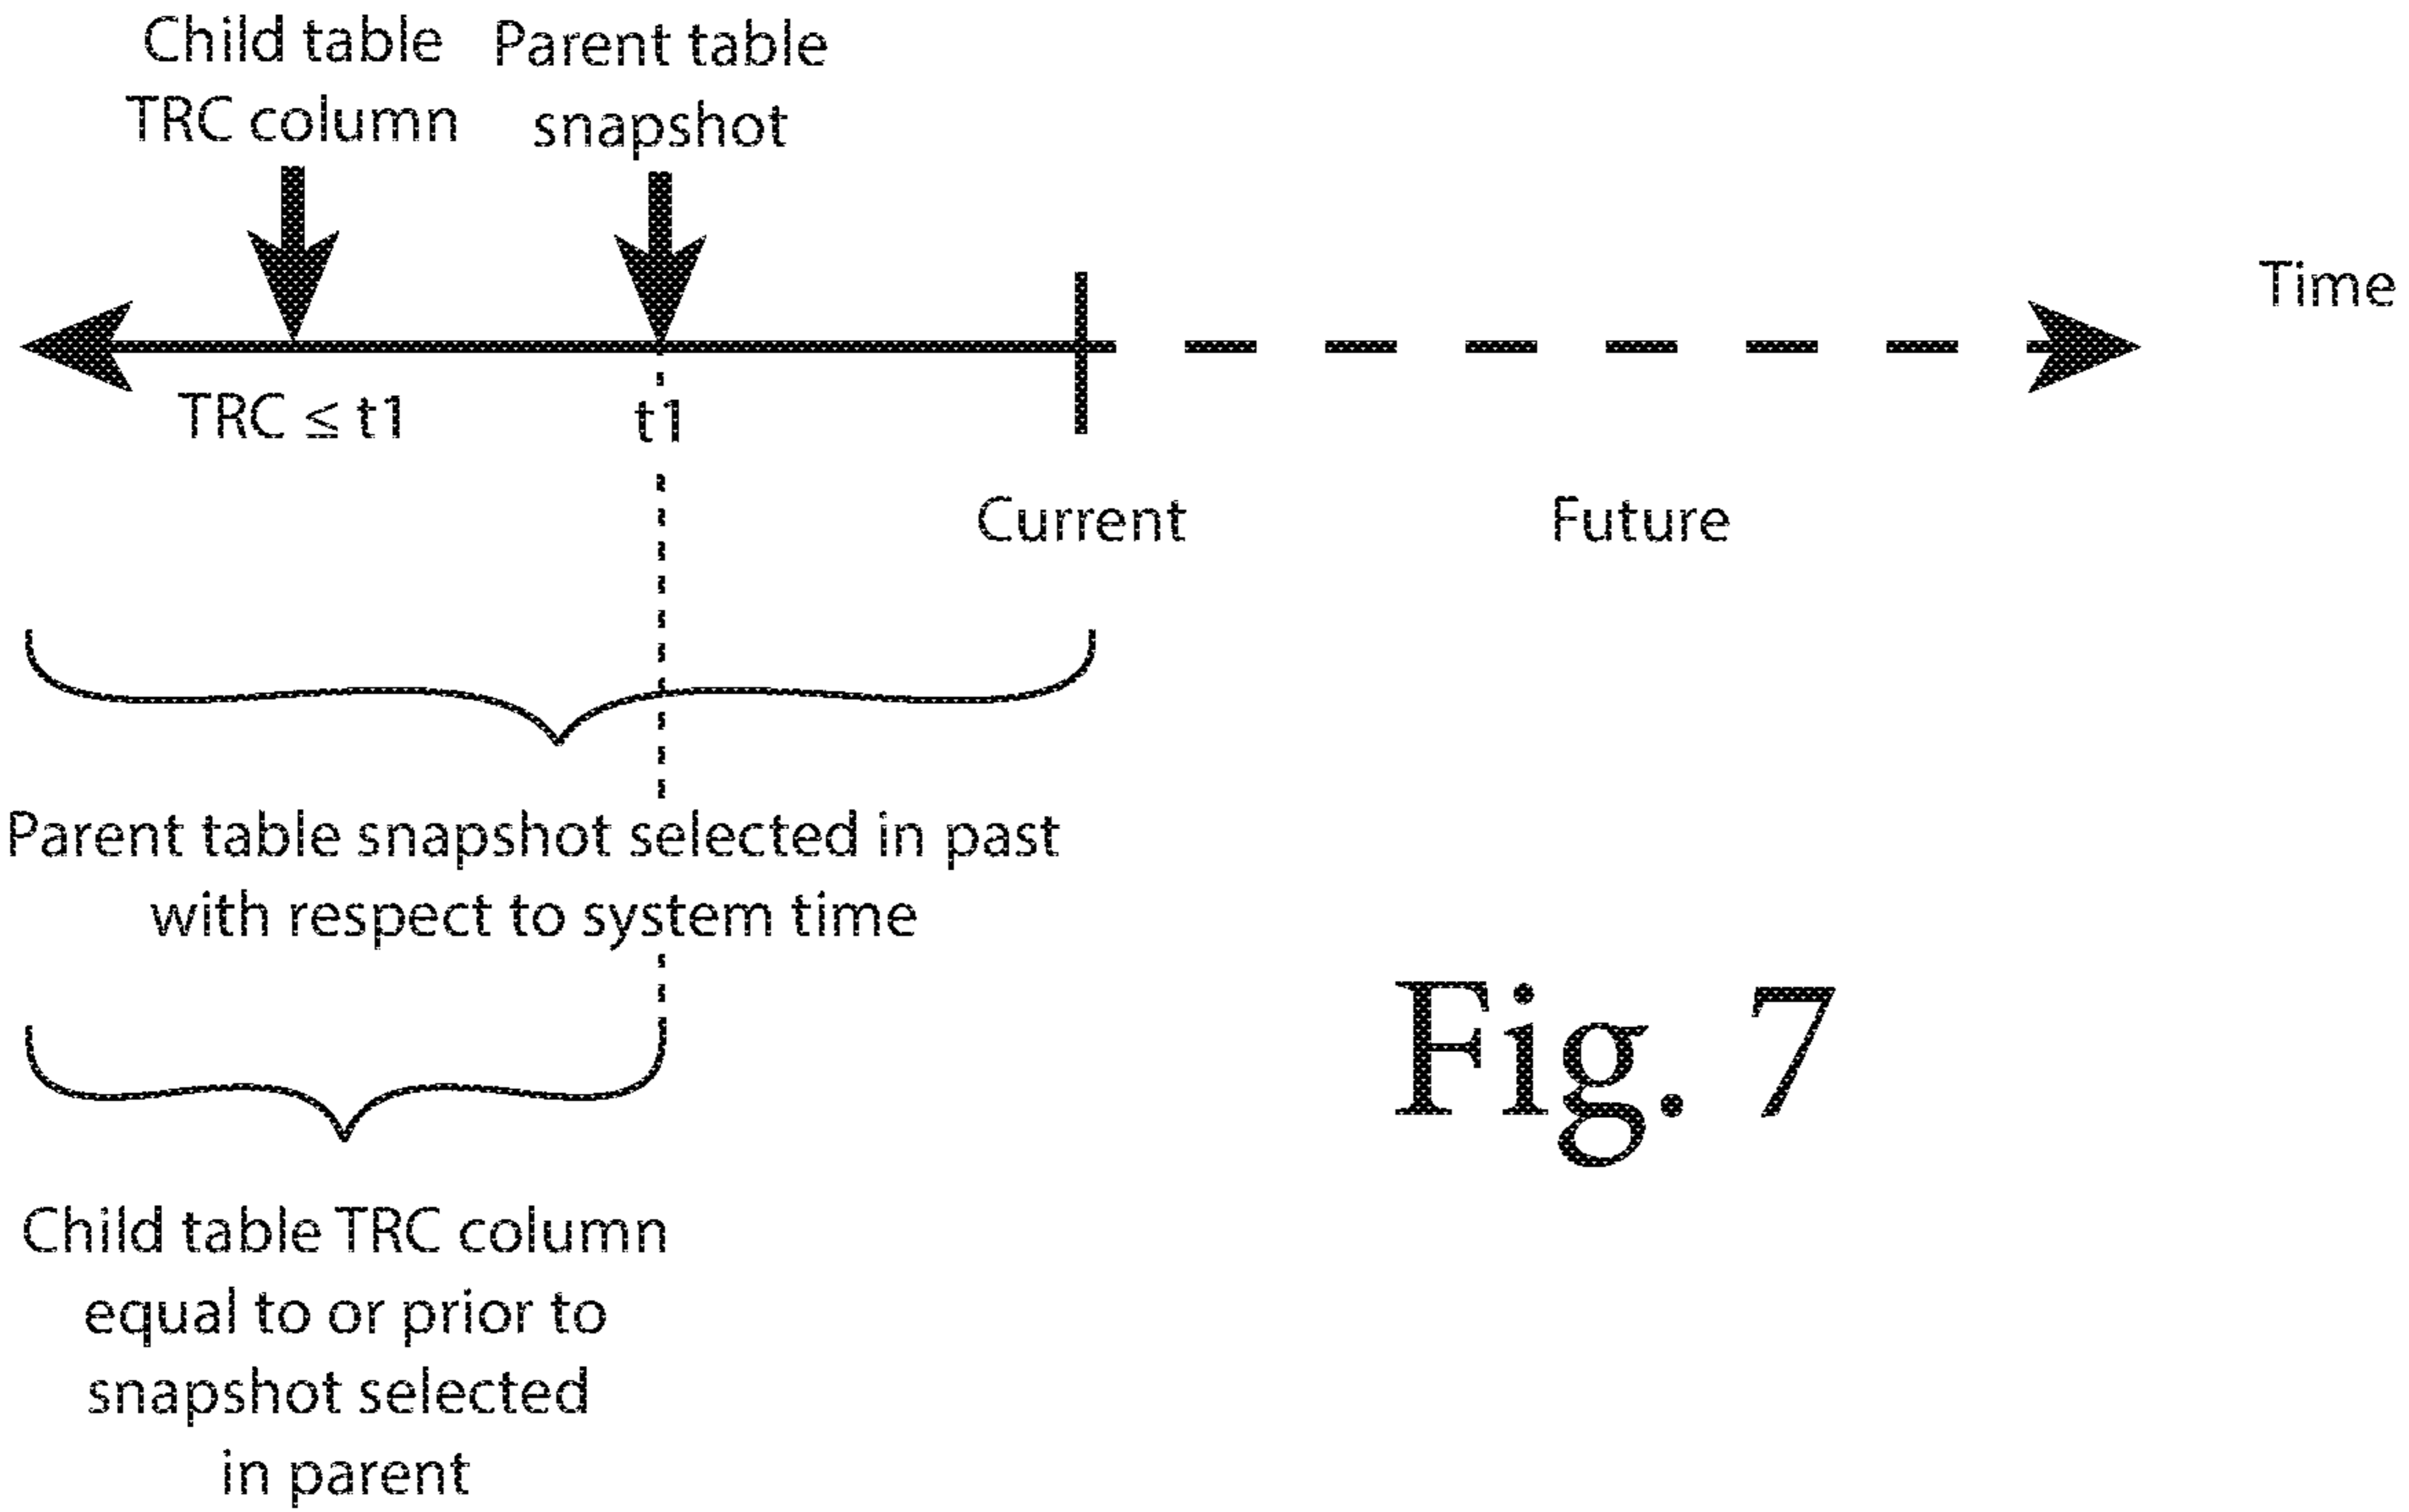 Child table
TRC column
Parent table
snapshot
Time
TRC ≤ t1
t1
Current
Future
Parent table snapshot selected in past
with respect to system time
Child table TRC column
equal to or prior to
snapshot selected
in parent
Fig. 7